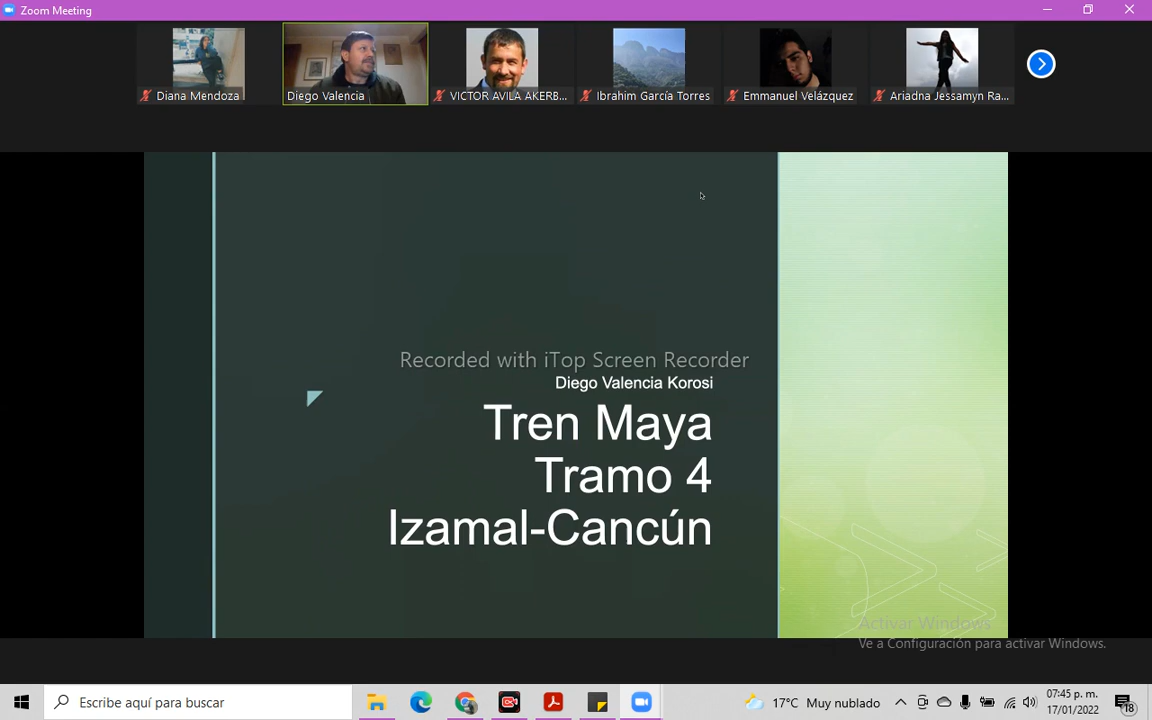 Zoom Meeting
Diana Mendoza
Diego Valencia
VICTOR AVILA AKERB...
Ibrahim García Torres
Emmanuel Velázquez
Ariadna Jessamyn Ra...
Recorded with iTop Screen Recorder
Diego Valencia Korosi
Tren Maya
Tramo 4
Izamal-Cancún
Activar Windows
Ve a Configuración para activar Windows.
Escribe aquí para buscar
17°C Muy nublado
07:45 p. m.
17/01/2022
18